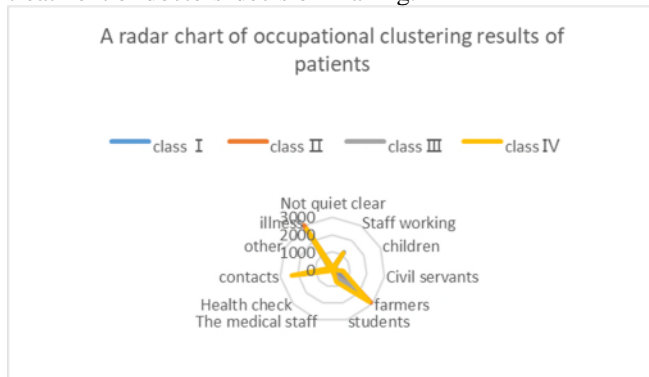 A radar chart of occupational clustering results of
patients
class Ⅰ class Ⅱ class Ⅲ class Ⅳ
Not quiet clear
3000
illness Staff working
2000
other children
1000
0
contacts Civil servants
Health check farmers
The medical staff students